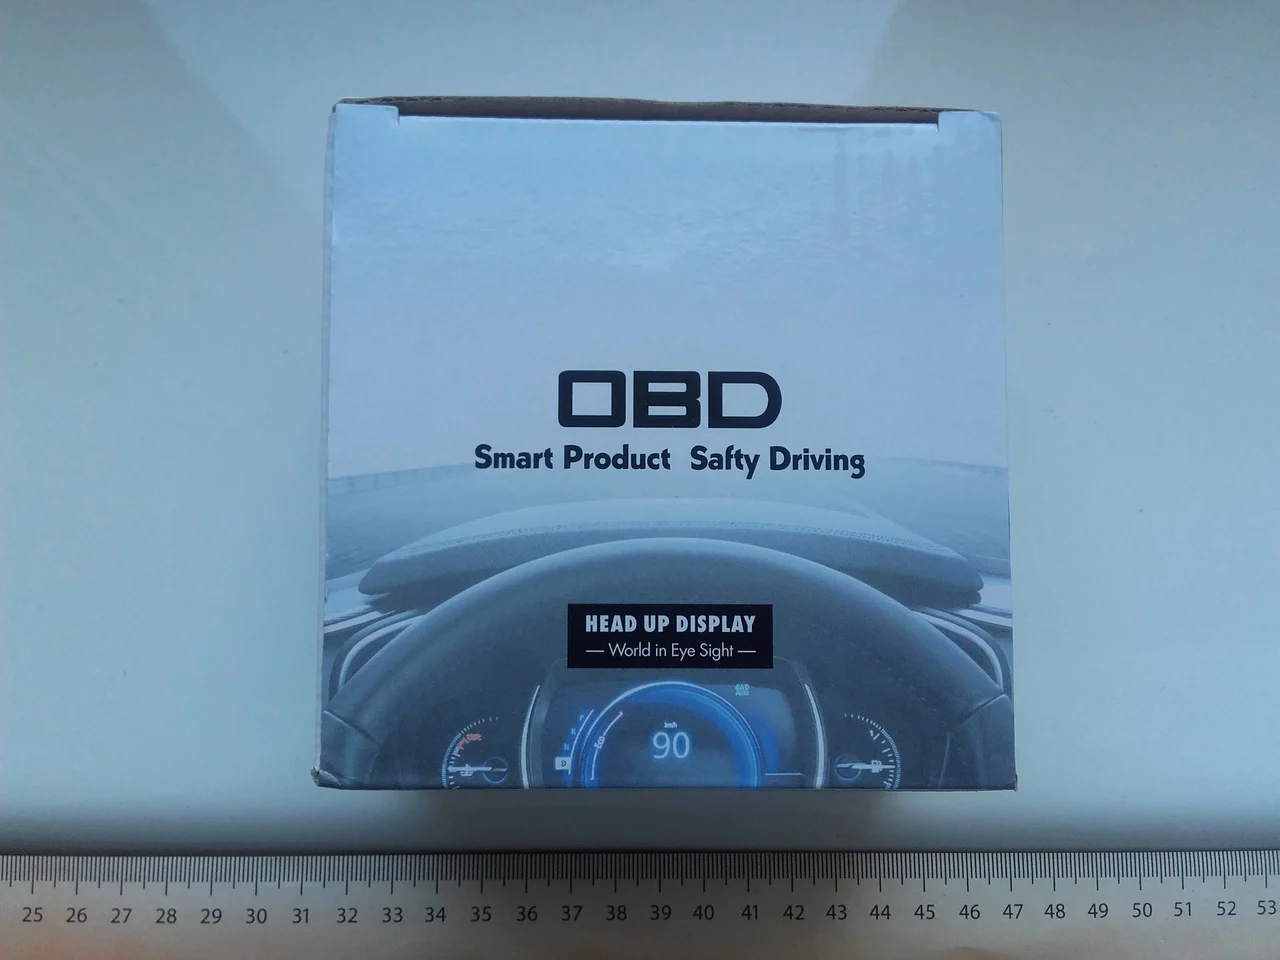 OBD
Smart Product Safty Driving
HEAD UP DISPLAY
— World in Eye Sight —
km/h
90
Eco
D
25 26 27 28 29 30 31 32 33 34 35 36 37 38 39 40 41 42 43 44 45 46 47 48 49 50 51 52 53